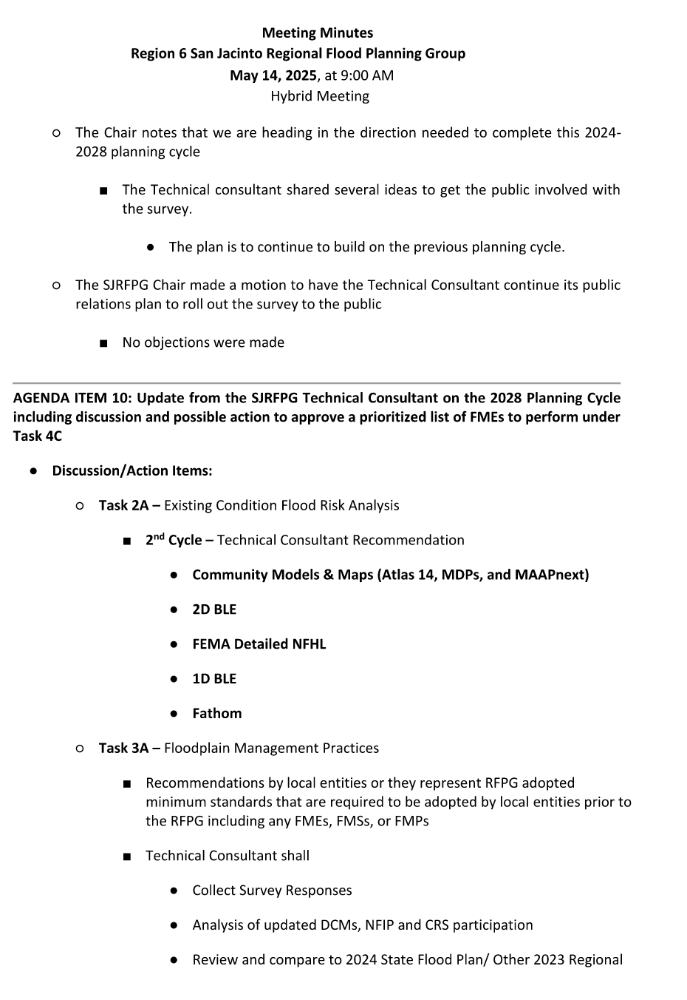 Meeting Minutes
Region 6 San Jacinto Regional Flood Planning Group
May 14, 2025, at 9:00 AM
Hybrid Meeting
○ The Chair notes that we are heading in the direction needed to complete this 2024-
2028 planning cycle
■ The Technical consultant shared several ideas to get the public involved with
the survey.
● The plan is to continue to build on the previous planning cycle.
○ The SJRFPG Chair made a motion to have the Technical Consultant continue its public
relations plan to roll out the survey to the public
■ No objections were made
AGENDA ITEM 10: Update from the SJRFPG Technical Consultant on the 2028 Planning Cycle
including discussion and possible action to approve a prioritized list of FMEs to perform under
Task 4C
● Discussion/Action Items:
○ Task 2A – Existing Condition Flood Risk Analysis
■ 2nd Cycle – Technical Consultant Recommendation
● Community Models & Maps (Atlas 14, MDPs, and MAAPnext)
● 2D BLE
● FEMA Detailed NFHL
● 1D BLE
● Fathom
○ Task 3A – Floodplain Management Practices
■ Recommendations by local entities or they represent RFPG adopted
minimum standards that are required to be adopted by local entities prior to
the RFPG including any FMEs, FMSs, or FMPs
■ Technical Consultant shall
● Collect Survey Responses
● Analysis of updated DCMs, NFIP and CRS participation
● Review and compare to 2024 State Flood Plan/ Other 2023 Regional